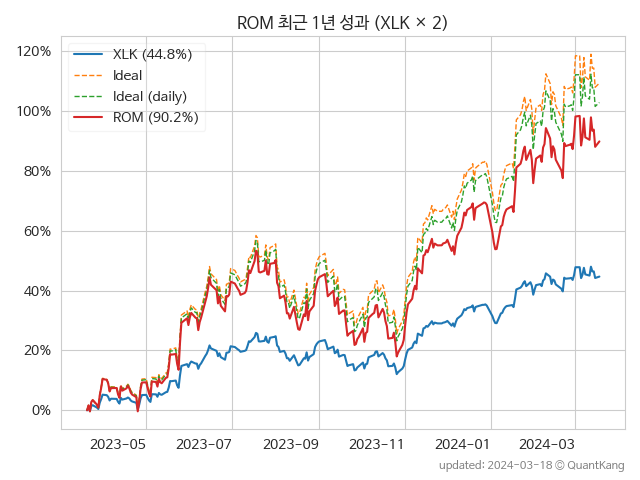 ROM 최근 1년 성과 (XLK × 2)
120%
100%
80%
60%
40%
20%
0%
XLK (44.8%)
Ideal
Ideal (daily)
ROM (90.2%)
2023-05
2023-07
2023-09
2023-11
2024-01
2024-03
updated: 2024-03-18 © QuantKang